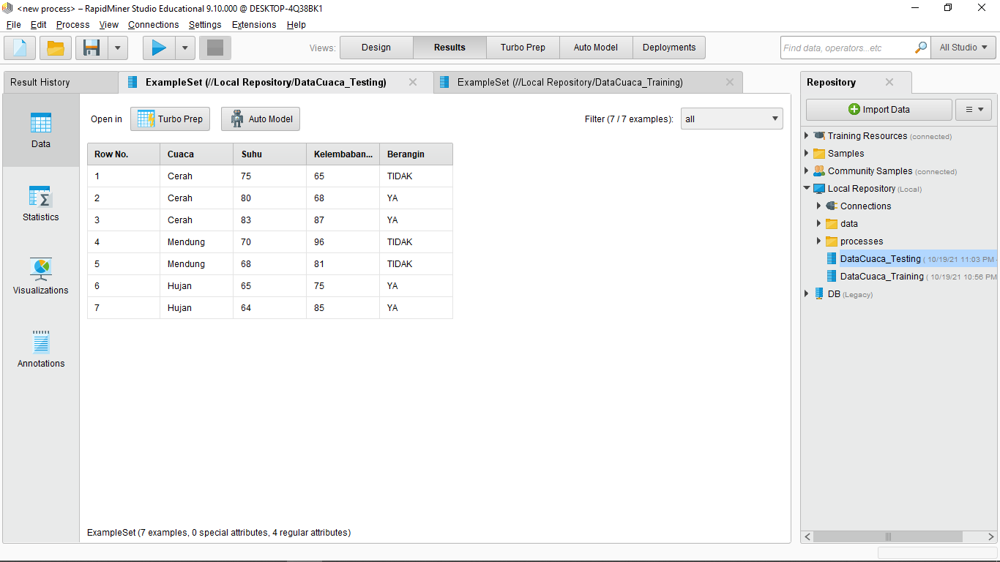 <new process> – RapidMiner Studio Educational 9.10.000 @ DESKTOP-4Q38BK1
File Edit Process View Connections Settings Extensions Help
Views: Design Results Turbo Prep Auto Model Deployments Find data, operators...etc All Studio
Result History ExampleSet (//Local Repository/DataCuaca_Testing) ExampleSet (//Local Repository/DataCuaca_Training)
Data
Statistics
Visualizations
Annotations
Open in Turbo Prep Auto Model Filter (7 / 7 examples): all
Row No. Cuaca Suhu Kelembaban... Berangin
1 Cerah 75 65 TIDAK
2 Cerah 80 68 YA
3 Cerah 83 87 YA
4 Mendung 70 96 TIDAK
5 Mendung 68 81 TIDAK
6 Hujan 65 75 YA
7 Hujan 64 85 YA
ExampleSet (7 examples, 0 special attributes, 4 regular attributes)
Repository
Import Data
Training Resources (connected)
Samples
Community Samples (connected)
Local Repository (Local)
Connections
data
processes
DataCuaca_Testing ( 10/19/21 11:03 PM
DataCuaca_Training ( 10/19/21 10:56 PM
DB (Legacy)